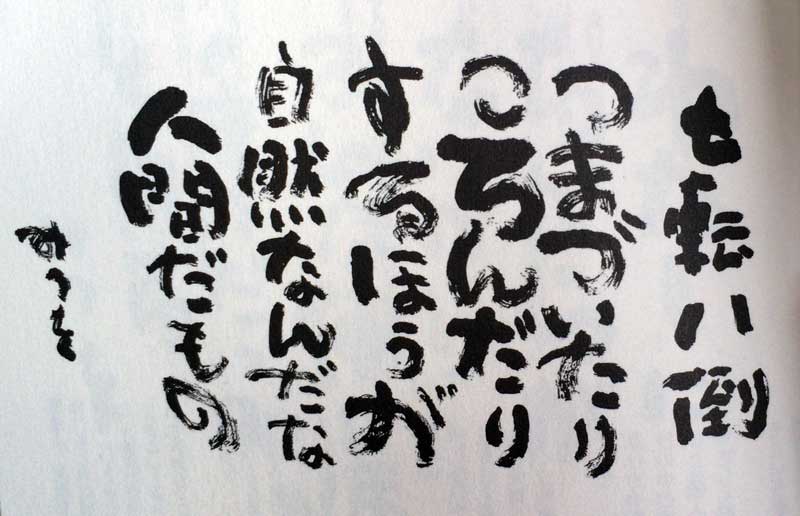 七転八倒
つまづいたり
ころんだり
するほうが
自然なんだな
人間だもの
みつを